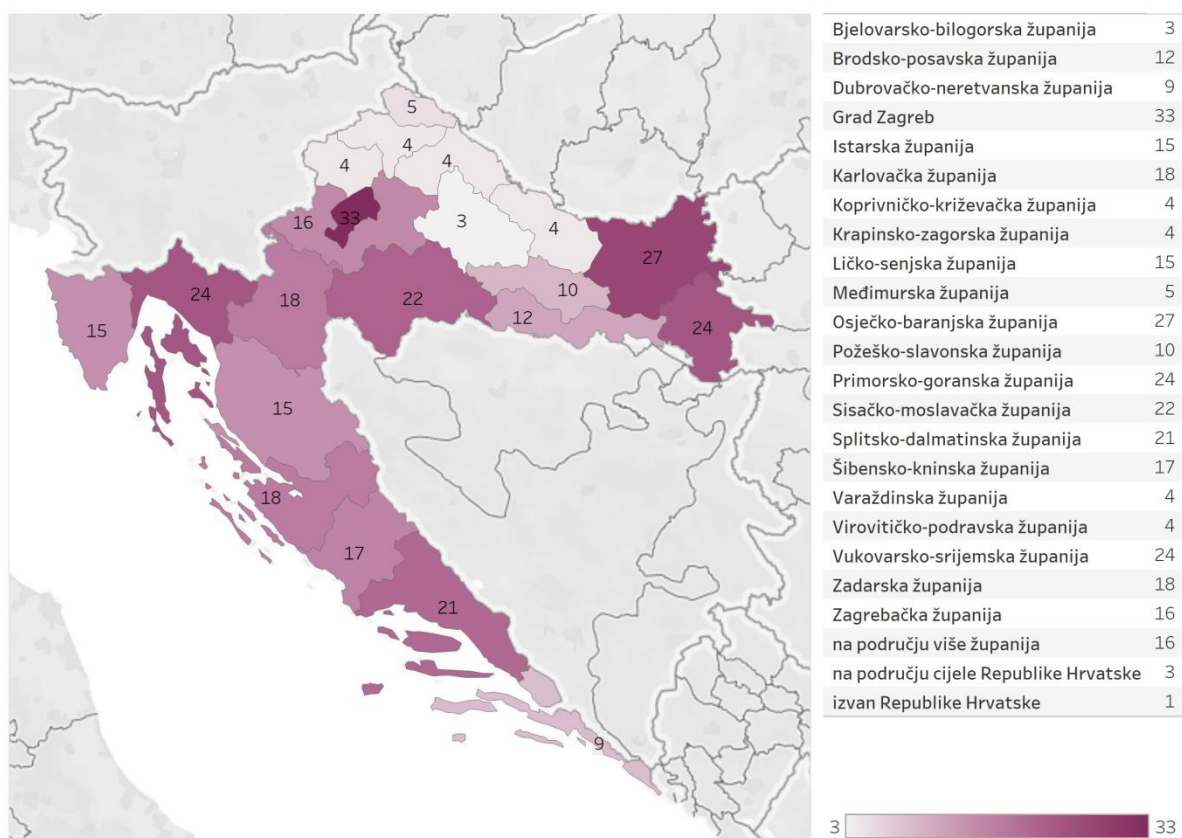 5
4
4
4
16
33
3
4
27
24
18
22
10
12
24
15
15
18
17
21
9
Bjelovarsko-bilogorska županija 3
Brodsko-posavska županija 12
Dubrovačko-neretvanska županija 9
Grad Zagreb 33
Istarska županija 15
Karlovačka županija 18
Koprivničko-križevačka županija 4
Krapinsko-zagorska županija 4
Ličko-senjska županija 15
Međimurska županija 5
Osječko-baranjska županija 27
Požeško-slavonska županija 10
Primorsko-goranska županija 24
Sisačko-moslavačka županija 22
Splitsko-dalmatinska županija 21
Šibensko-kninska županija 17
Varaždinska županija 4
Virovitičko-podravska županija 4
Vukovarsko-srijemska županija 24
Zadarska županija 18
Zagrebačka županija 16
na području više županija 16
na području cijele Republike Hrvatske 3
izvan Republike Hrvatske 1
3 33